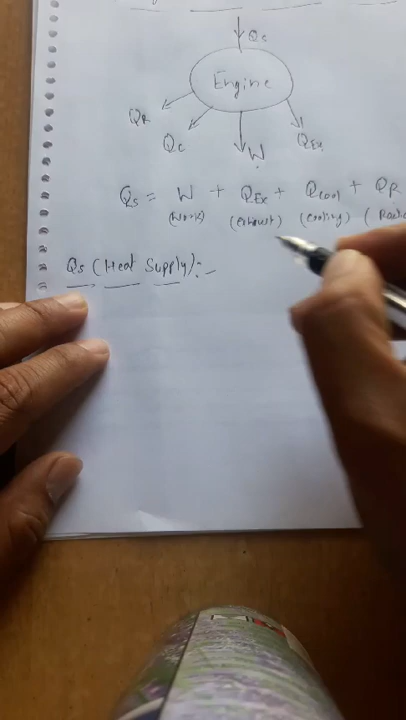 Qs
Engine
QR
Qc
W
QEx
Qs = W + QEx + Qcool + QR
(Work) (Exhaust) (Cooling)
Qs (Heat Supply):-